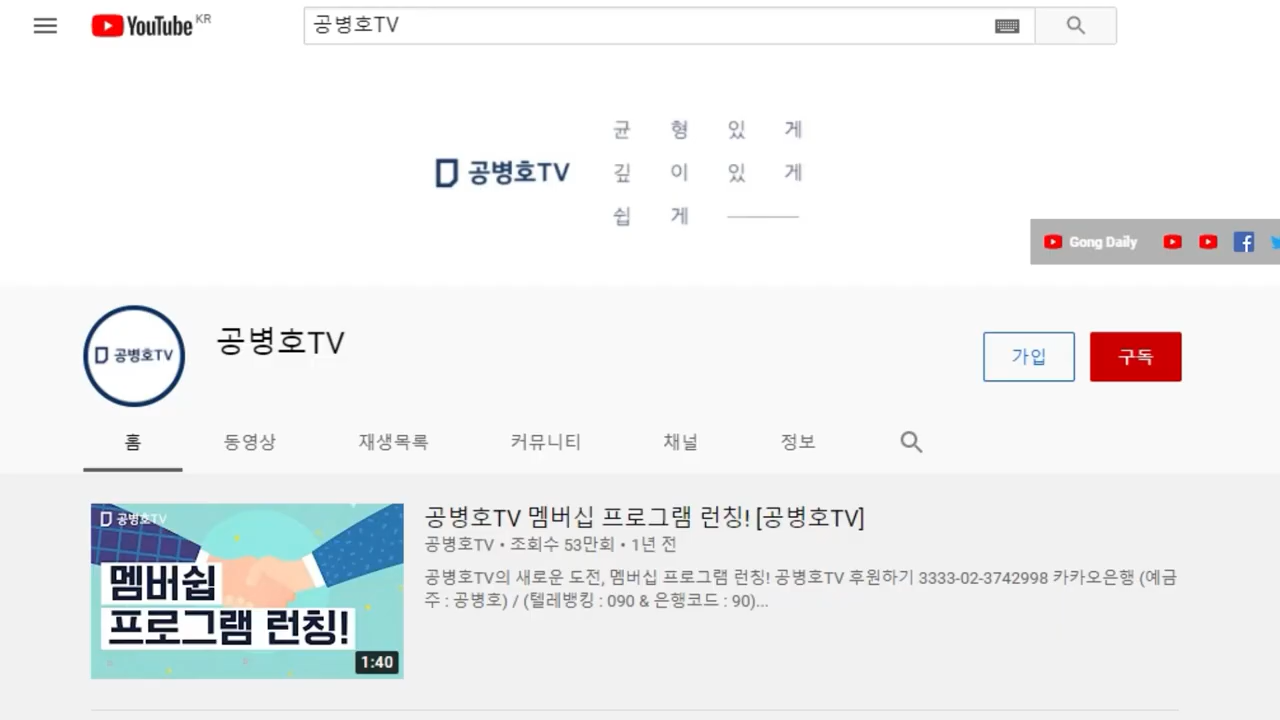 YouTube KR
공병호TV
균형있게
공병호TV
깊이있게
쉽게
Gong Daily
공병호TV
공병호TV
가입
구독
홈
동영상
재생목록
커뮤니티
채널
정보
공병호TV
멤버쉽
프로그램 런칭!
1:40
공병호TV 멤버십 프로그램 런칭! [공병호TV]
공병호TV • 조회수 53만회 • 1년 전
공병호TV의 새로운 도전, 멤버십 프로그램 런칭! 공병호TV 후원하기 3333-02-3742998 카카오은행 (예금
주 : 공병호) / (텔레뱅킹 : 090 & 은행코드 : 90)...